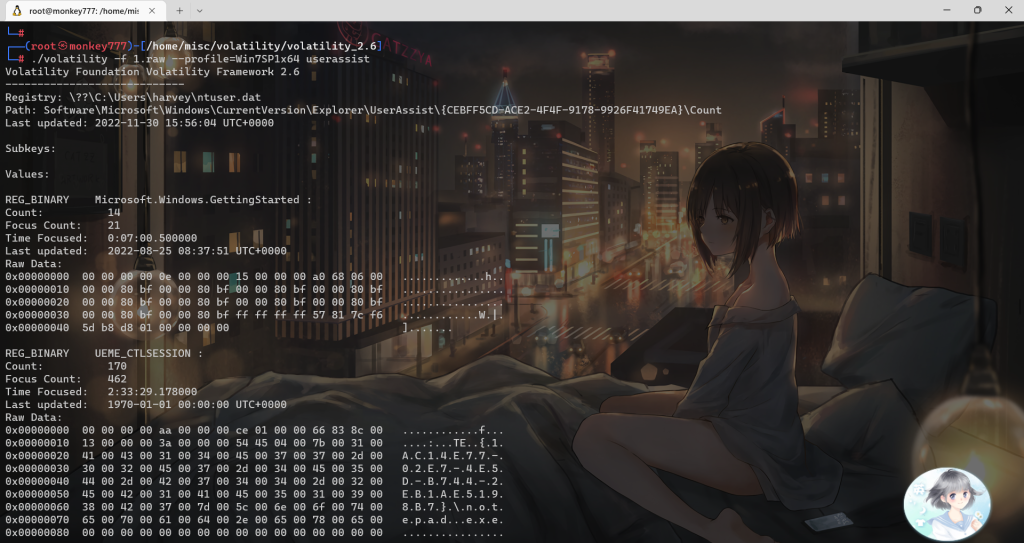 root@monkey777: /home/mis
└─#
┌──(root㉿monkey777)-[/home/misc/volatility/volatility_2.6]
└─# ./volatility -f 1.raw --profile=Win7SP1x64 userassist
Volatility Foundation Volatility Framework 2.6
----------------------------
Registry: \??\C:\Users\harvey\ntuser.dat
Path: Software\Microsoft\Windows\CurrentVersion\Explorer\UserAssist\{CEBFF5CD-ACE2-4F4F-9178-9926F41749EA}\Count
Last updated: 2022-11-30 15:56:04 UTC+0000
Subkeys:
Values:
REG_BINARY    Microsoft.Windows.GettingStarted :
Count:          14
Focus Count:    21
Time Focused:   0:07:00.500000
Last updated:   2022-08-25 08:37:51 UTC+0000
Raw Data:
0x00000000  00 00 00 00 0e 00 00 00 15 00 00 00 a0 68 06 00   .............h..
0x00000010  00 00 80 bf 00 00 80 bf 00 00 80 bf 00 00 80 bf   ................
0x00000020  00 00 80 bf 00 00 80 bf 00 00 80 bf 00 00 80 bf   ................
0x00000030  00 00 80 bf 00 00 80 bf ff ff ff ff 57 81 7c f6   ............W.|.
0x00000040  5d b8 d8 01 00 00 00 00                           ].......
REG_BINARY    UEME_CTLSESSION :
Count:          170
Focus Count:    462
Time Focused:   2:33:29.178000
Last updated:   1970-01-01 00:00:00 UTC+0000
Raw Data:
0x00000000  00 00 00 00 aa 00 00 00 ce 01 00 00 66 83 8c 00   ............f...
0x00000010  13 00 00 00 3a 00 00 00 54 45 04 00 7b 00 31 00   ....:...TE..{.1.
0x00000020  41 00 43 00 31 00 34 00 45 00 37 00 37 00 2d 00   A.C.1.4.E.7.7.-.
0x00000030  30 00 32 00 45 00 37 00 2d 00 34 00 45 00 35 00   0.2.E.7.-.4.E.5.
0x00000040  44 00 2d 00 42 00 37 00 34 00 34 00 2d 00 32 00   D.-.B.7.4.4.-.2.
0x00000050  45 00 42 00 31 00 41 00 45 00 35 00 31 00 39 00   E.B.1.A.E.5.1.9.
0x00000060  38 00 42 00 37 00 7d 00 5c 00 6e 00 6f 00 74 00   8.B.7.}.\.n.o.t.
0x00000070  65 00 70 00 61 00 64 00 2e 00 65 00 78 00 65 00   e.p.a.d...e.x.e.
0x00000080  00 00 00 00 00 00 00 00 00 00 00 00 00 00 00 00   ................